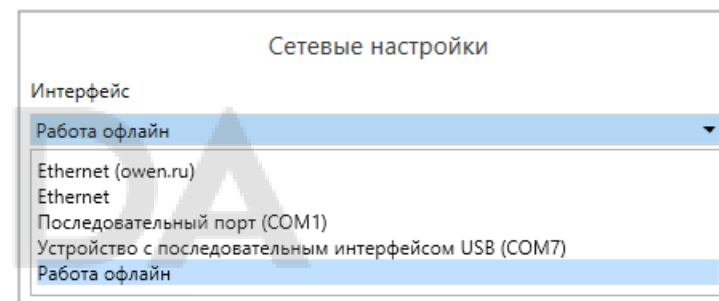 Сетевые настройки
Интерфейс
Работа офлайн
Ethernet (owen.ru)
Ethernet
Последовательный порт (COM1)
Устройство с последовательным интерфейсом USB (COM7)
Работа офлайн
DA